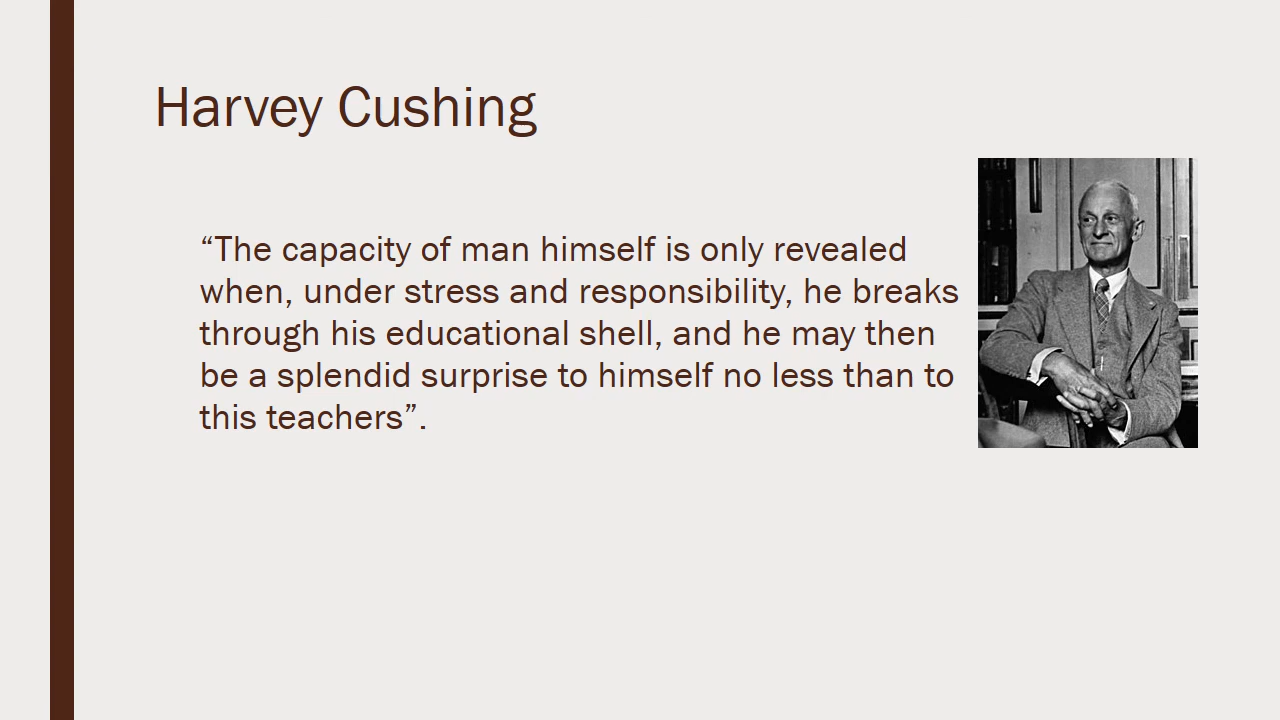 Harvey Cushing
“The capacity of man himself is only revealed
when, under stress and responsibility, he breaks
through his educational shell, and he may then
be a splendid surprise to himself no less than to
this teachers”.